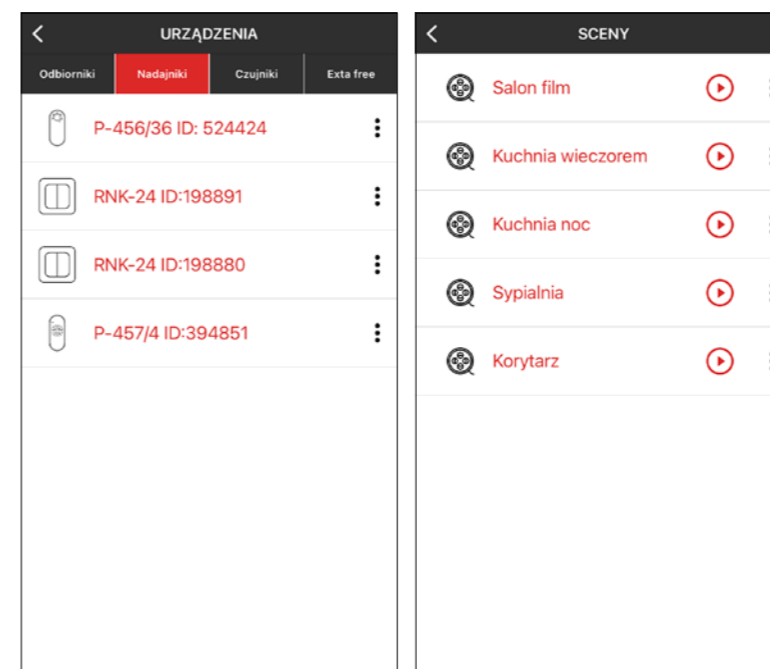 URZĄDZENIA
Odbiorniki Nadajniki Czujniki Exta free
P-456/36 ID: 524424
RNK-24 ID:198891
RNK-24 ID:198880
P-457/4 ID:394851
SCENY
Salon film
Kuchnia wieczorem
Kuchnia noc
Sypialnia
Korytarz